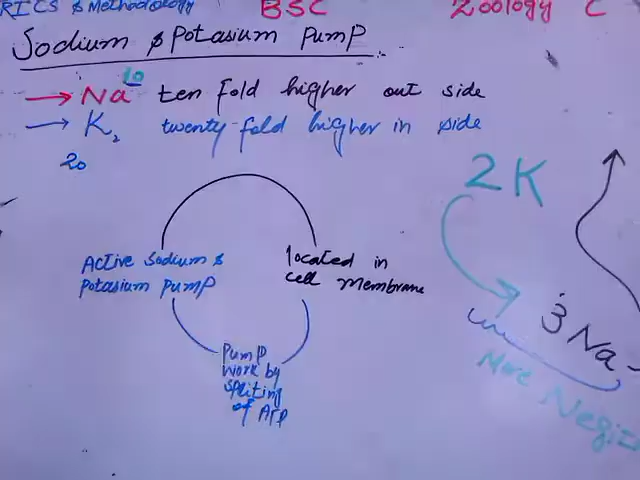 RICS & Methodology BSC Zoology C
Sodium & Potasium Pump
10
→ Na ten fold higher out side
→ K2 twenty fold higher in side
20
2K
Active Sodium &
Potasium Pump
located in
cell Membrane
3 Na
Pump
work by
spliting
of ATP
More